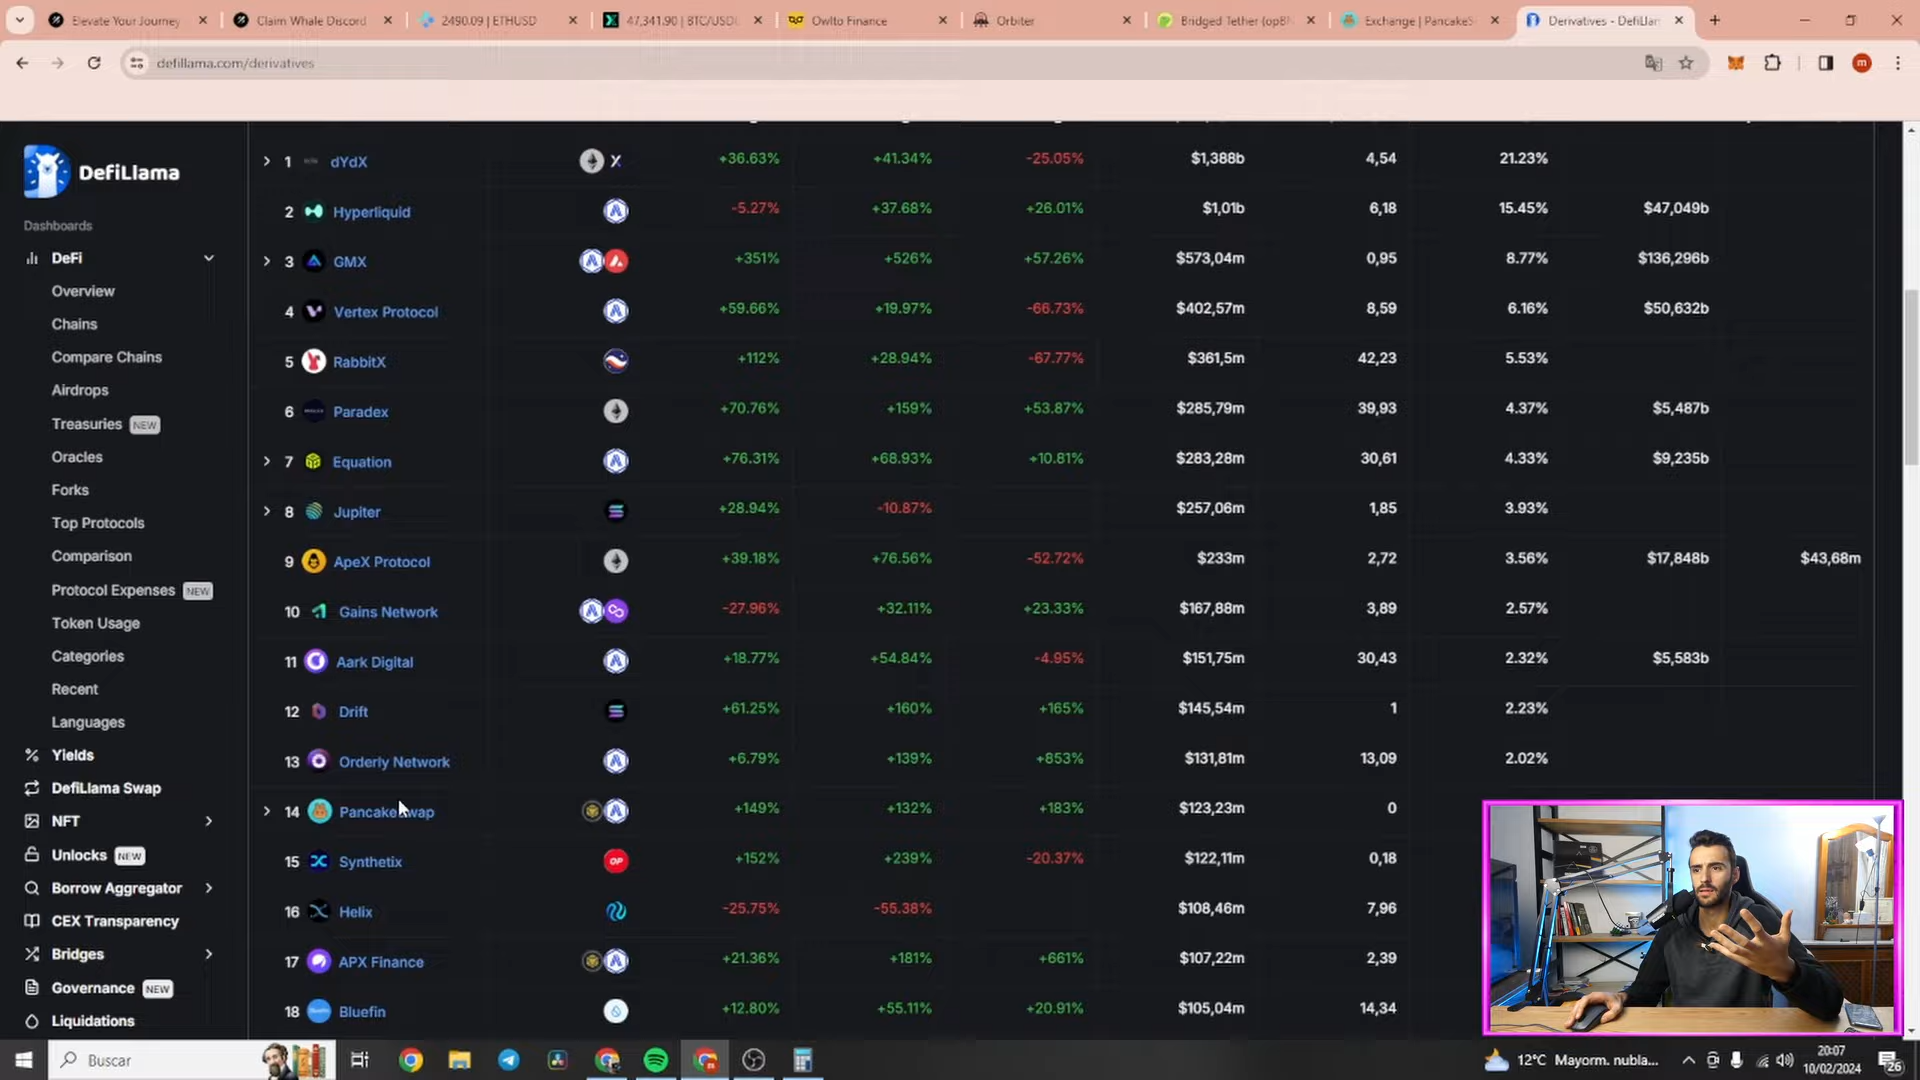 Elevate Your Journey
Claim Whale Discord
2490.09 | ETHUSD
47,341.90 | BTC/USD
Owlto Finance
Orbiter
Bridged Tether (opB
Exchange | PancakeS
Derivatives - DefiLlan
defillama.com/derivatives
m
DefiLlama
Dashboards
DeFi
Overview
Chains
Compare Chains
Airdrops
Treasuries NEW
Oracles
Forks
Top Protocols
Comparison
Protocol Expenses NEW
Token Usage
Categories
Recent
Languages
Yields
DefiLlama Swap
NFT
Unlocks NEW
Borrow Aggregator
CEX Transparency
Bridges
Governance NEW
Liquidations
1 dYdX +36.63% +41.34% -25.05% $1,388b 4,54 21.23%
2 Hyperliquid -5.27% +37.68% +26.01% $1,01b 6,18 15.45% $47,049b
3 GMX +351% +526% +57.26% $573,04m 0,95 8.77% $136,296b
4 Vertex Protocol +59.66% +19.97% -66.73% $402,57m 8,59 6.16% $50,632b
5 RabbitX +112% +28.94% -67.77% $361,5m 42,23 5.53%
6 Paradex +70.76% +159% +53.87% $285,79m 39,93 4.37% $5,487b
7 Equation +76.31% +68.93% +10.81% $283,28m 30,61 4.33% $9,235b
8 Jupiter +28.94% -10.87% $257,06m 1,85 3.93%
9 ApeX Protocol +39.18% +76.56% -52.72% $233m 2,72 3.56% $17,848b $43,68m
10 Gains Network -27.96% +32.11% +23.33% $167,88m 3,89 2.57%
11 Aark Digital +18.77% +54.84% -4.95% $151,75m 30,43 2.32% $5,583b
12 Drift +61.25% +160% +165% $145,54m 1 2.23%
13 Orderly Network +6.79% +139% +853% $131,81m 13,09 2.02%
14 PancakeSwap +149% +132% +183% $123,23m 0
15 Synthetix OP +152% +239% -20.37% $122,11m 0,18
16 Helix -25.75% -55.38% $108,46m 7,96
17 APX Finance +21.36% +181% +661% $107,22m 2,39
18 Bluefin +12.80% +55.11% +20.91% $105,04m 14,34
Buscar
12°C Mayorm. nubla...
20:07
10/02/2024
26